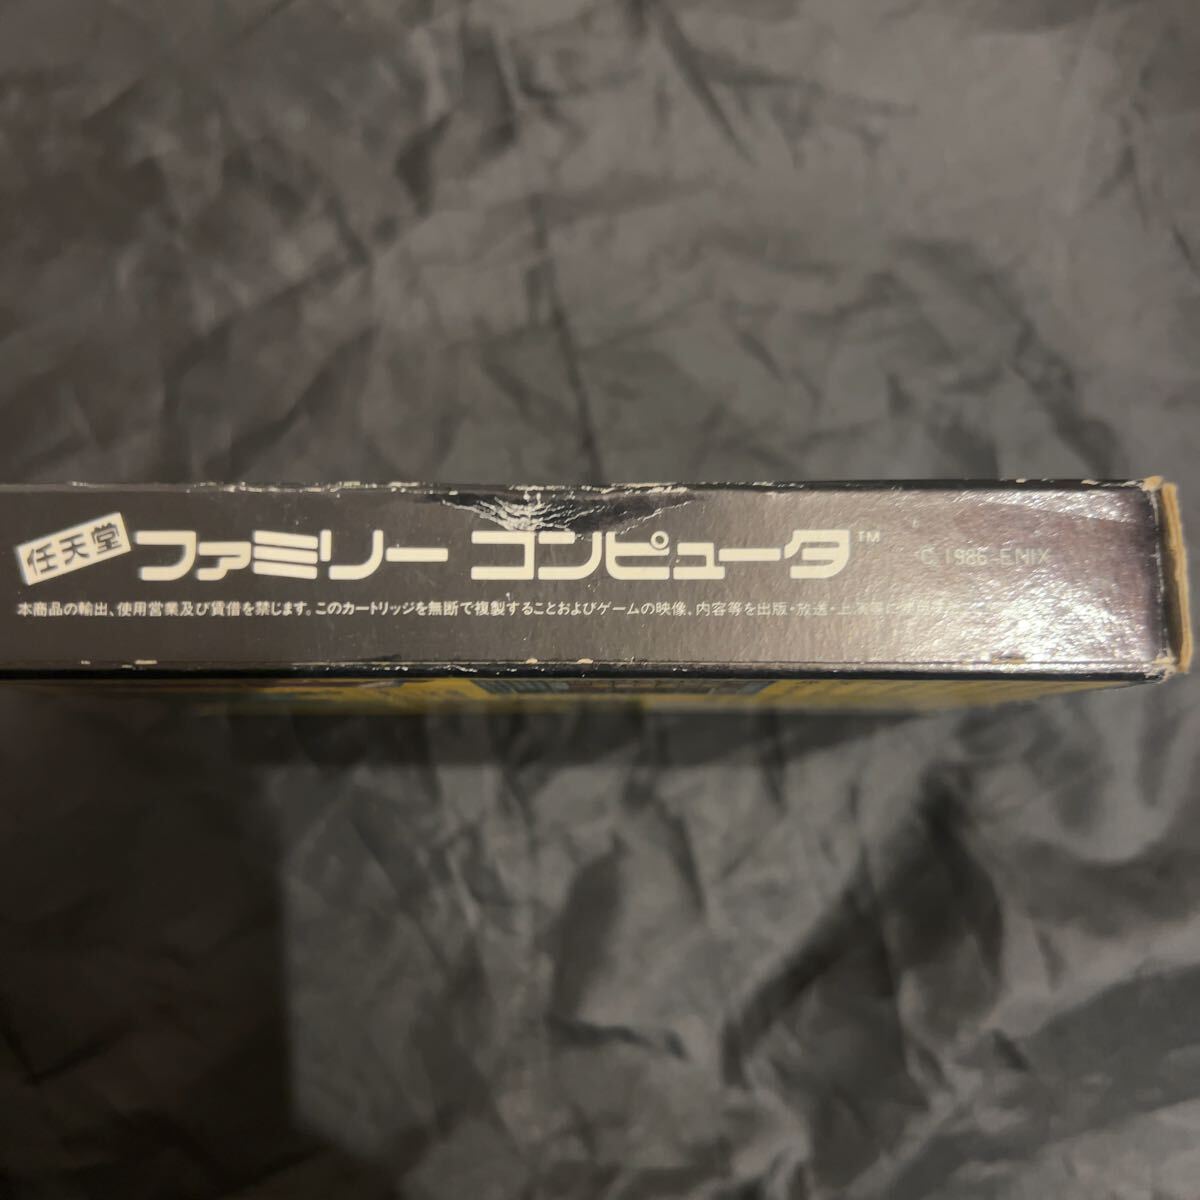 任天堂 ファミリー コンピュータ™ © 1986 ENIX
本商品の輸出、使用営業及び賃借を禁じます。このカートリッジを無断で複製することおよびゲームの映像、内容等を出版・放送・上演等に